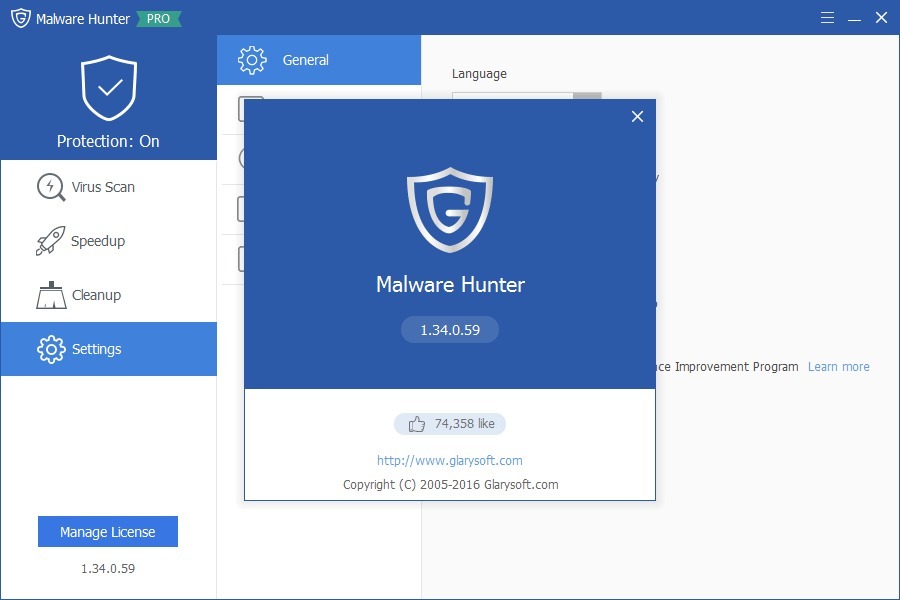 Malware Hunter PRO
Protection: On
Virus Scan
Speedup
Cleanup
Settings
Manage License
1.34.0.59
General
Language
Improvement Program Learn more
Malware Hunter
1.34.0.59
74,358 like
http://www.glarysoft.com
Copyright (C) 2005-2016 Glarysoft.com